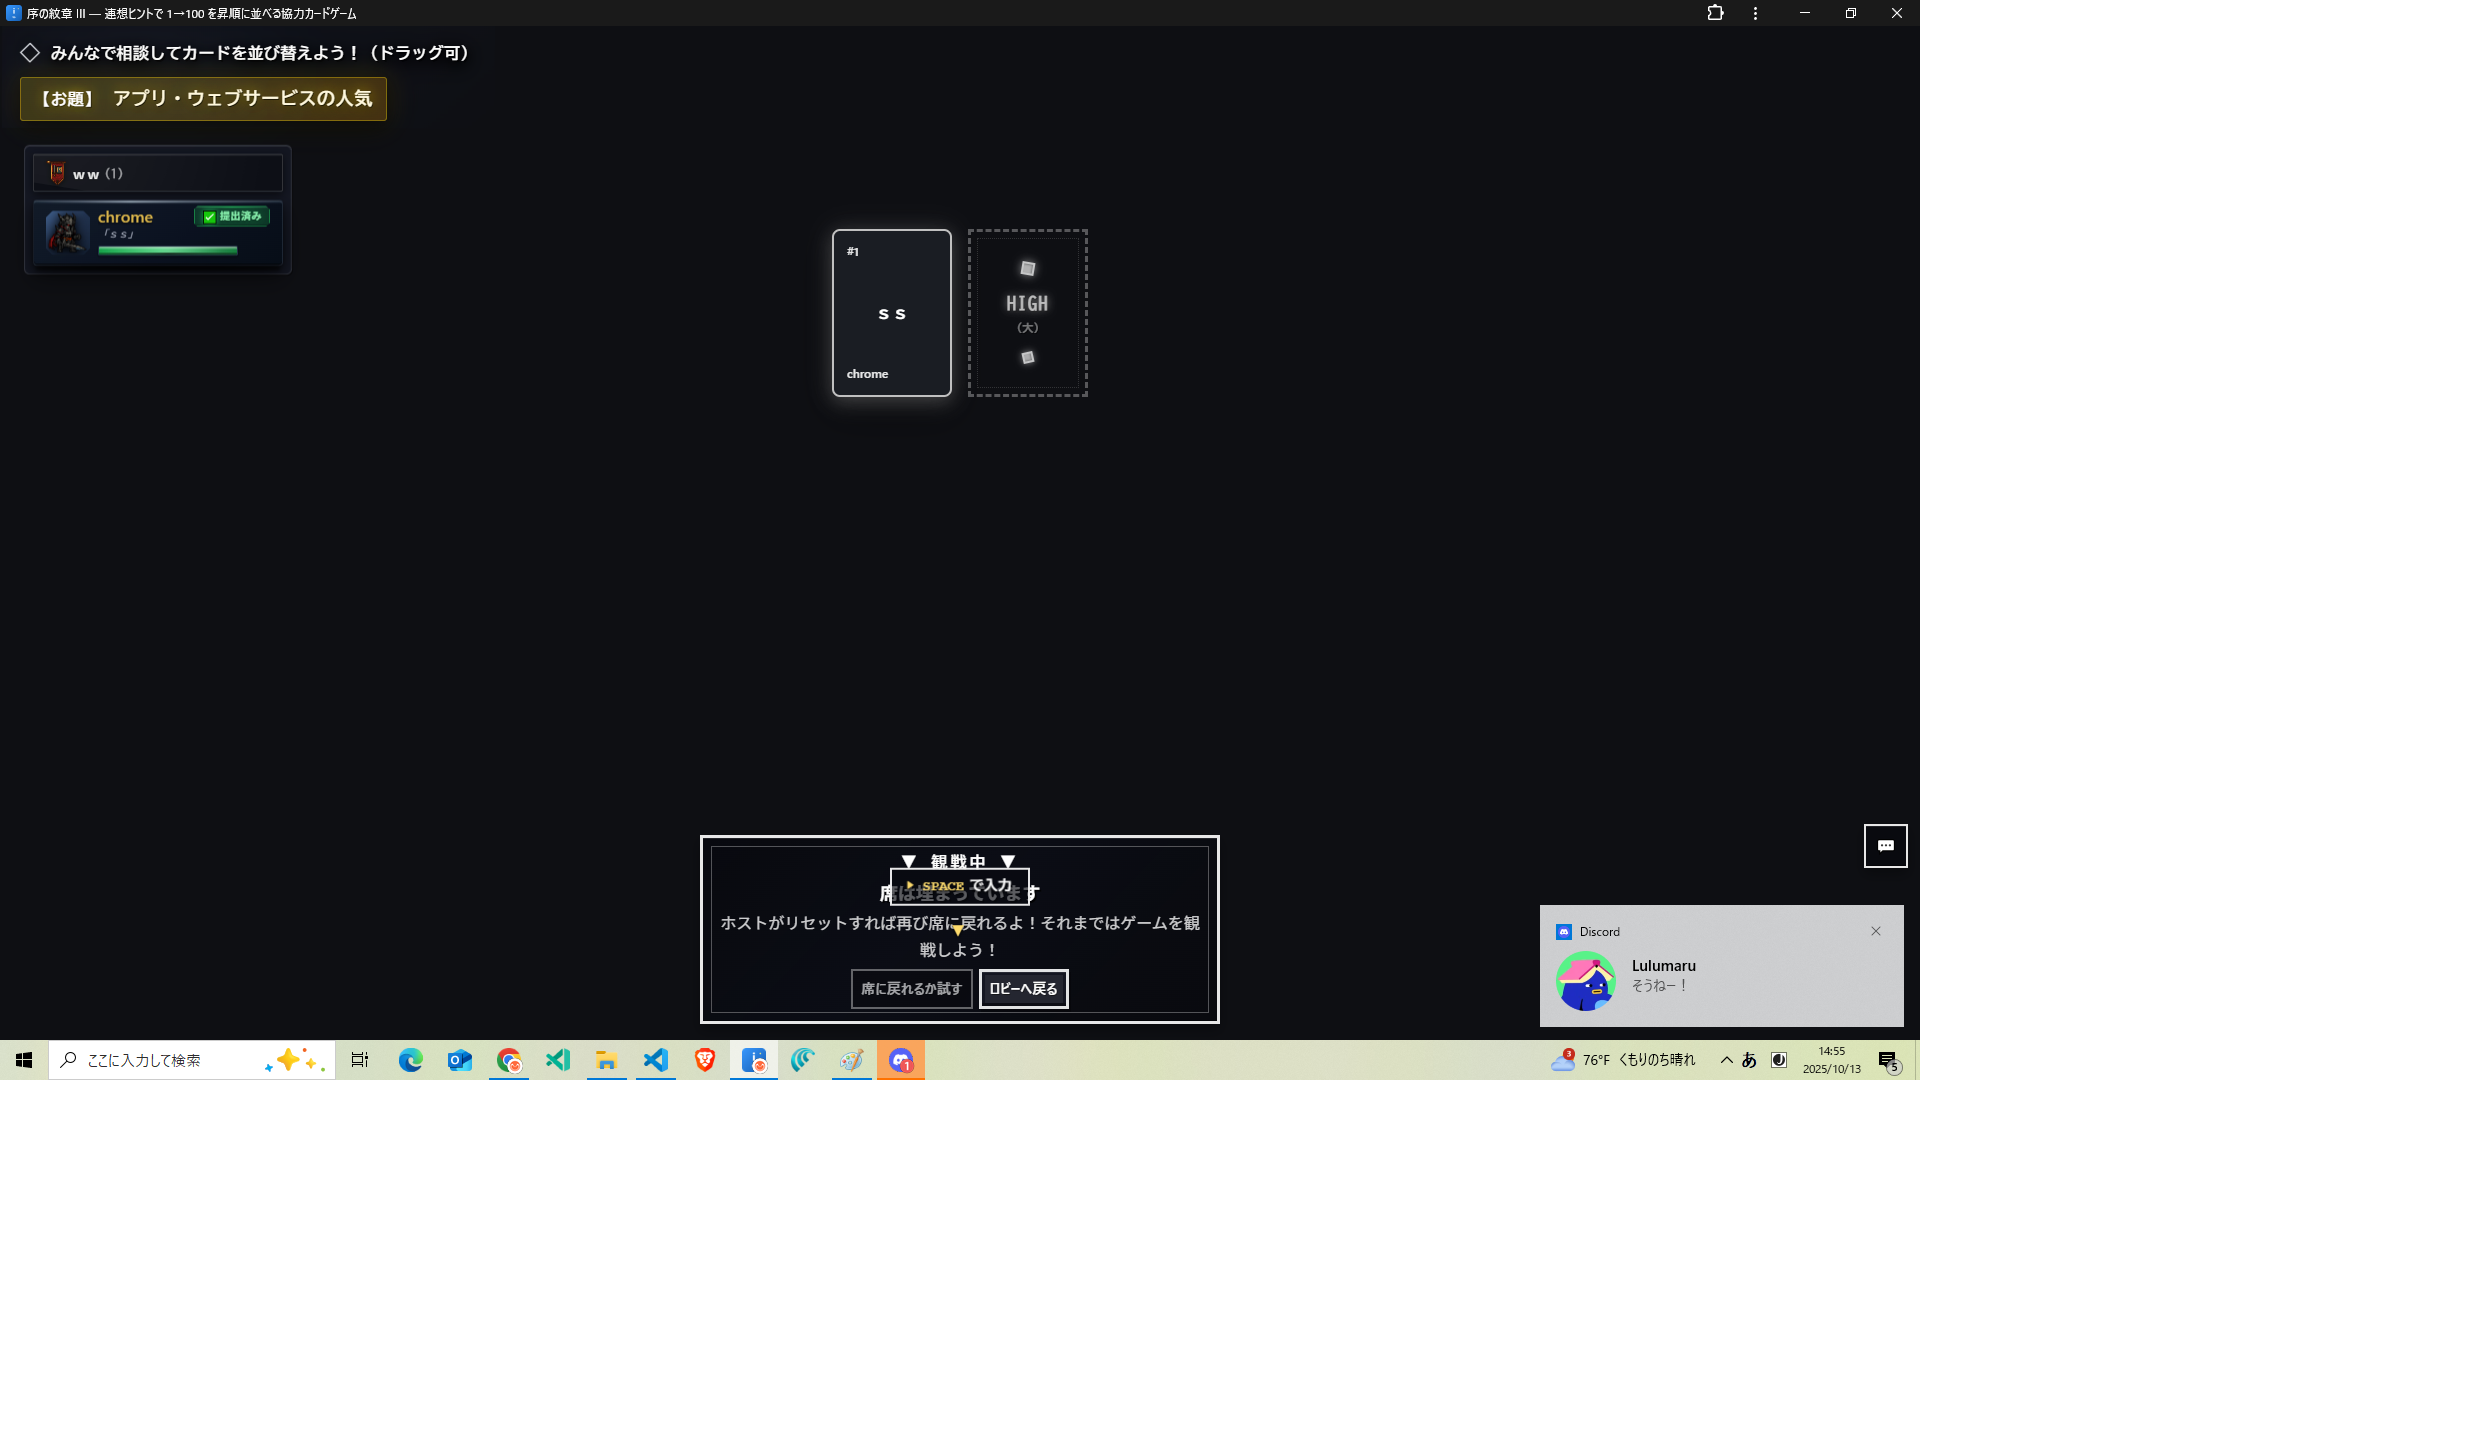 序の紋章 III — 連想ヒントで 1→100 を昇順に並べる協力カードゲーム
◇ みんなで相談してカードを並び替えよう！（ドラッグ可）
【お題】 アプリ・ウェブサービスの人気
ｗｗ (1)
chrome
提出済み
「ｓｓ」
#1
ｓｓ
chrome
HIGH
(大)
▼ 観戦中 ▼
席は埋まっています
SPACE で入力
ホストがリセットすれば再び席に戻れるよ！それまではゲームを観
戦しよう！
席に戻れるか試す
ロビーへ戻る
Discord
Lulumaru
そうねー！
ここに入力して検索
1
3
76°F くもりのち晴れ
あ
14:55
2025/10/13
5